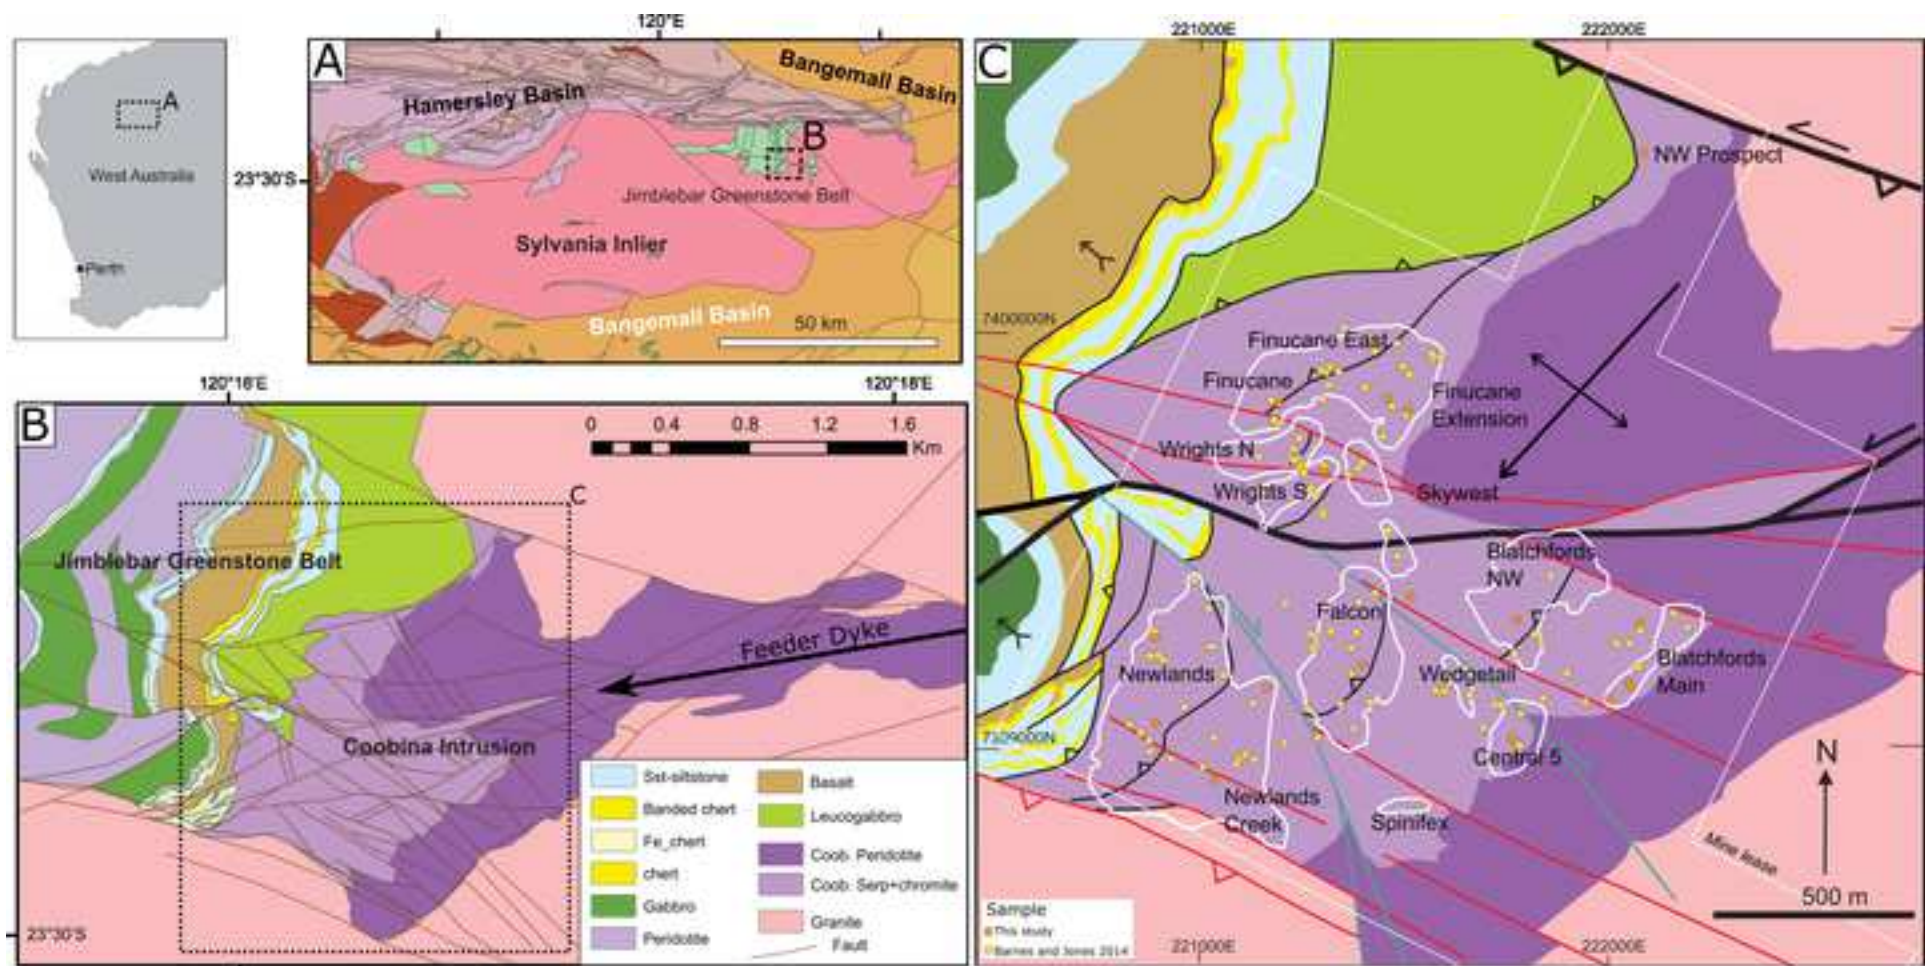 A
West Australia
Perth
120°E
A
Bangemall Basin
Hamersley Basin
B
23°30'S
Jimblebar Greenstone Belt
Sylvania Inlier
Bangemall Basin
50 km
120°16'E
120°18'E
B
0 0.4 0.8 1.2 1.6
Km
C
Jimblebar Greenstone Belt
Feeder Dyke
Coobina Intrusion
Sst-siltstone
Banded chert
Fe_chert
chert
Gabbro
Peridotite
Basalt
Leucogabbro
Coob. Peridotite
Coob. Serp+chromite
Granite
Fault
23°30'S
221000E
222000E
C
NW Prospect
7400000N
Finucane East
Finucane
Finucane
Extension
Wrights N
Wrights S
Skywest
Blatchfords
NW
Falcon
Newlands
Wedgetail
Blatchfords
Main
7399000N
Central 5
Newlands
Creek
Spinifex
N
Mine lease
500 m
Sample
This study
Barnes and Jones 2014
221000E
222000E